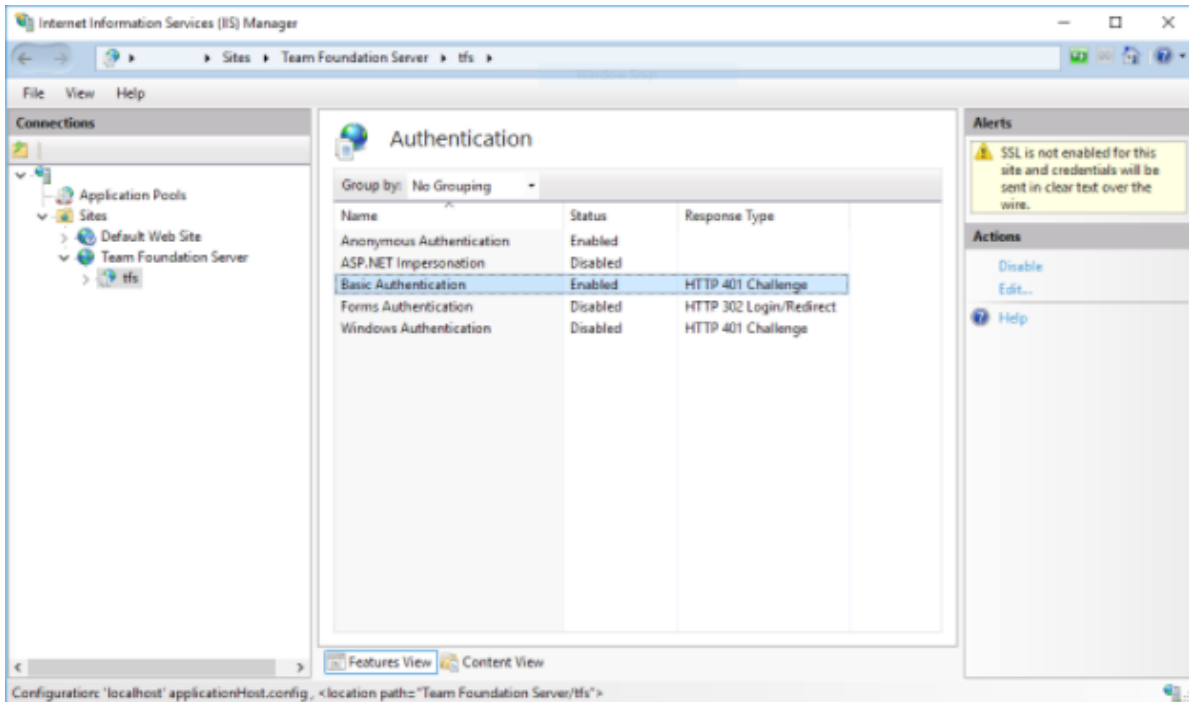 Internet Information Services (IIS) Manager
Sites Team Foundation Server tfs
File View Help
Connections
Application Pools
Sites
Default Web Site
Team Foundation Server
tfs
Authentication
Group by: No Grouping
Name Status Response Type
Anonymous Authentication Enabled
ASP.NET Impersonation Disabled
Basic Authentication Enabled HTTP 401 Challenge
Forms Authentication Disabled HTTP 302 Login/Redirect
Windows Authentication Disabled HTTP 401 Challenge
Features View Content View
Alerts
SSL is not enabled for this
site and credentials will be
sent in clear text over the
wire.
Actions
Disable
Edit...
Help
Configuration: 'localhost' applicationHost.config , <location path="Team Foundation Server/tfs">